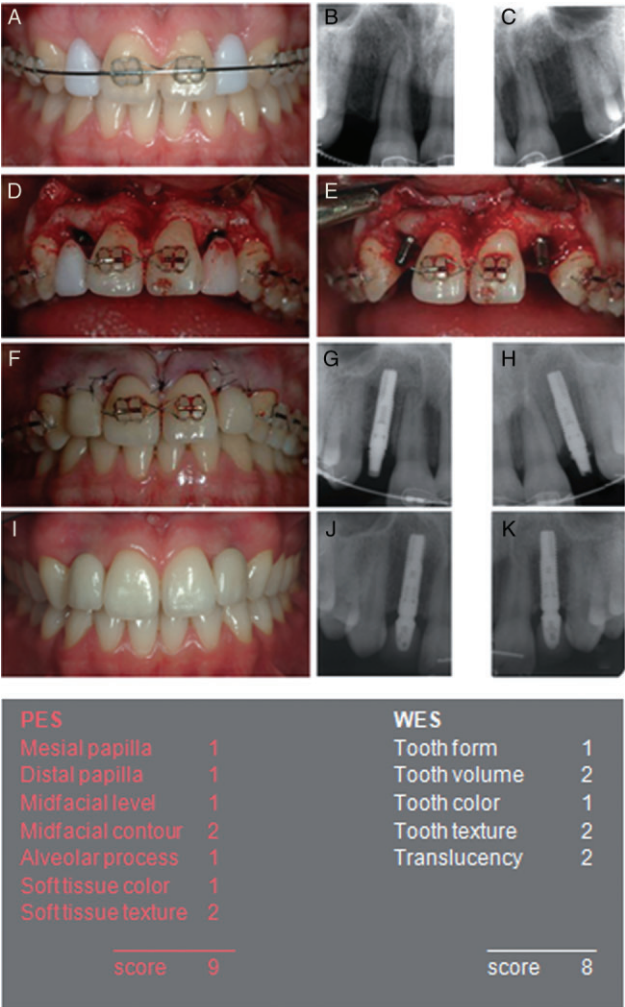 A
B
C
D
E
F
G
H
I
J
K
PES
Mesial papilla 1
Distal papilla 1
Midfacial level 1
Midfacial contour 2
Alveolar process 1
Soft tissue color 1
Soft tissue texture 2
score 9
WES
Tooth form 1
Tooth volume 2
Tooth color 1
Tooth texture 2
Translucency 2
score 8